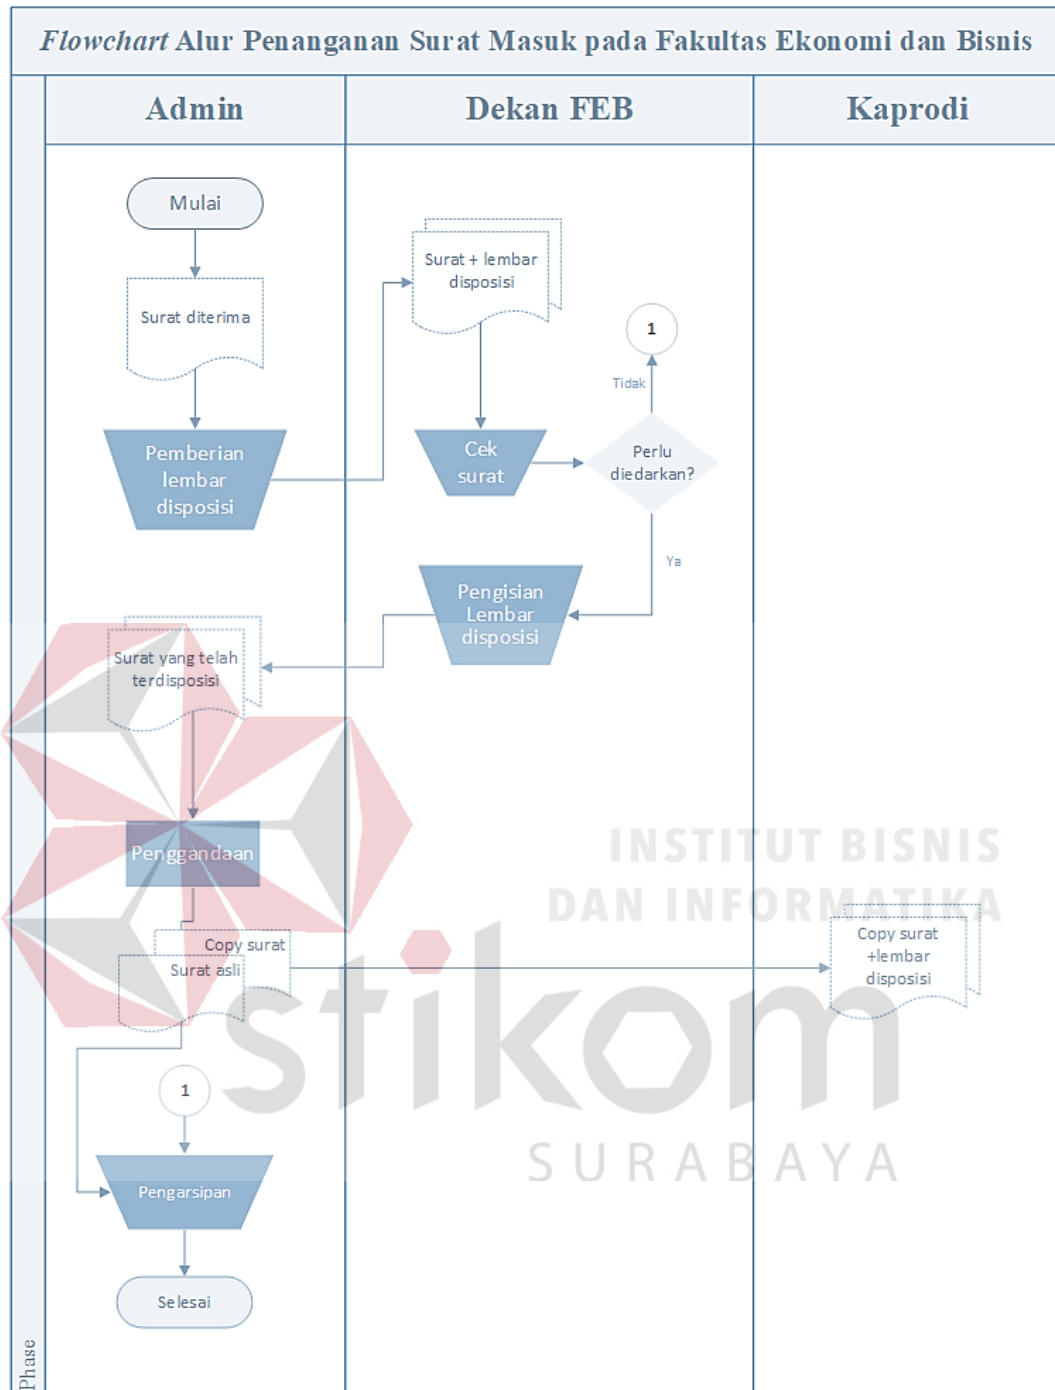 Flowchart Alur Penanganan Surat Masuk pada Fakultas Ekonomi dan Bisnis
Admin
Dekan FEB
Kaprodi
Mulai
Surat diterima
Pemberian
lembar
disposisi
Surat + lembar
disposisi
Cek
surat
1
Tidak
Perlu
diedarkan?
Ya
Pengisian
Lembar
disposisi
Surat yang telah
terdisposisi
Penggandaan
Copy surat
Surat asli
Copy surat
+lembar
disposisi
1
Pengarsipan
Selesai
Phase
INSTITUT BISNIS
DAN INFORMATIKA
stikom
SURABAYA